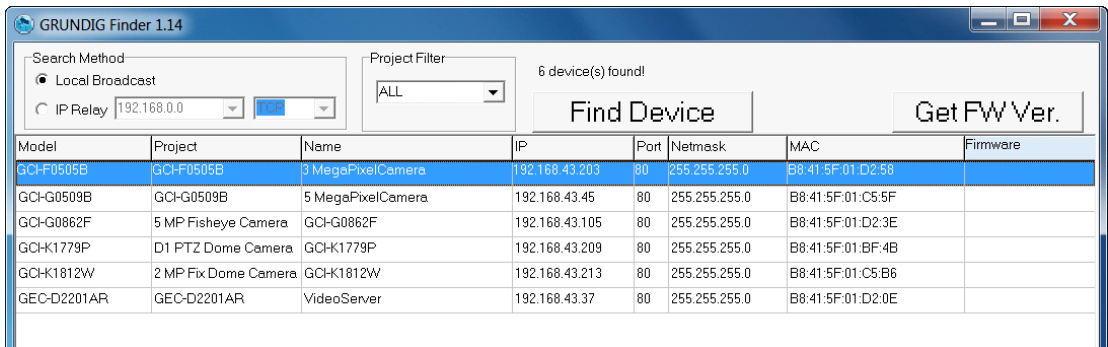 GRUNDIG Finder 1.14
Search Method
Local Broadcast
IP Relay 192.168.0.0 TCP
Project Filter
ALL
6 device(s) found!
Find Device
Get FW Ver.
Model Project Name IP Port Netmask MAC Firmware
GCI-F0505B GCI-F0505B 3 MegaPixelCamera 192.168.43.203 80 255.255.255.0 B8:41:5F:01:D2:58
GCI-G0509B GCI-G0509B 5 MegaPixelCamera 192.168.43.45 80 255.255.255.0 B8:41:5F:01:C5:5F
GCI-G0862F 5 MP Fisheye Camera GCI-G0862F 192.168.43.105 80 255.255.255.0 B8:41:5F:01:D2:3E
GCI-K1779P D1 PTZ Dome Camera GCI-K1779P 192.168.43.209 80 255.255.255.0 B8:41:5F:01:BF:4B
GCI-K1812W 2 MP Fix Dome Camera GCI-K1812W 192.168.43.213 80 255.255.255.0 B8:41:5F:01:C5:B6
GEC-D2201AR GEC-D2201AR VideoServer 192.168.43.37 80 255.255.255.0 B8:41:5F:01:D2:0E